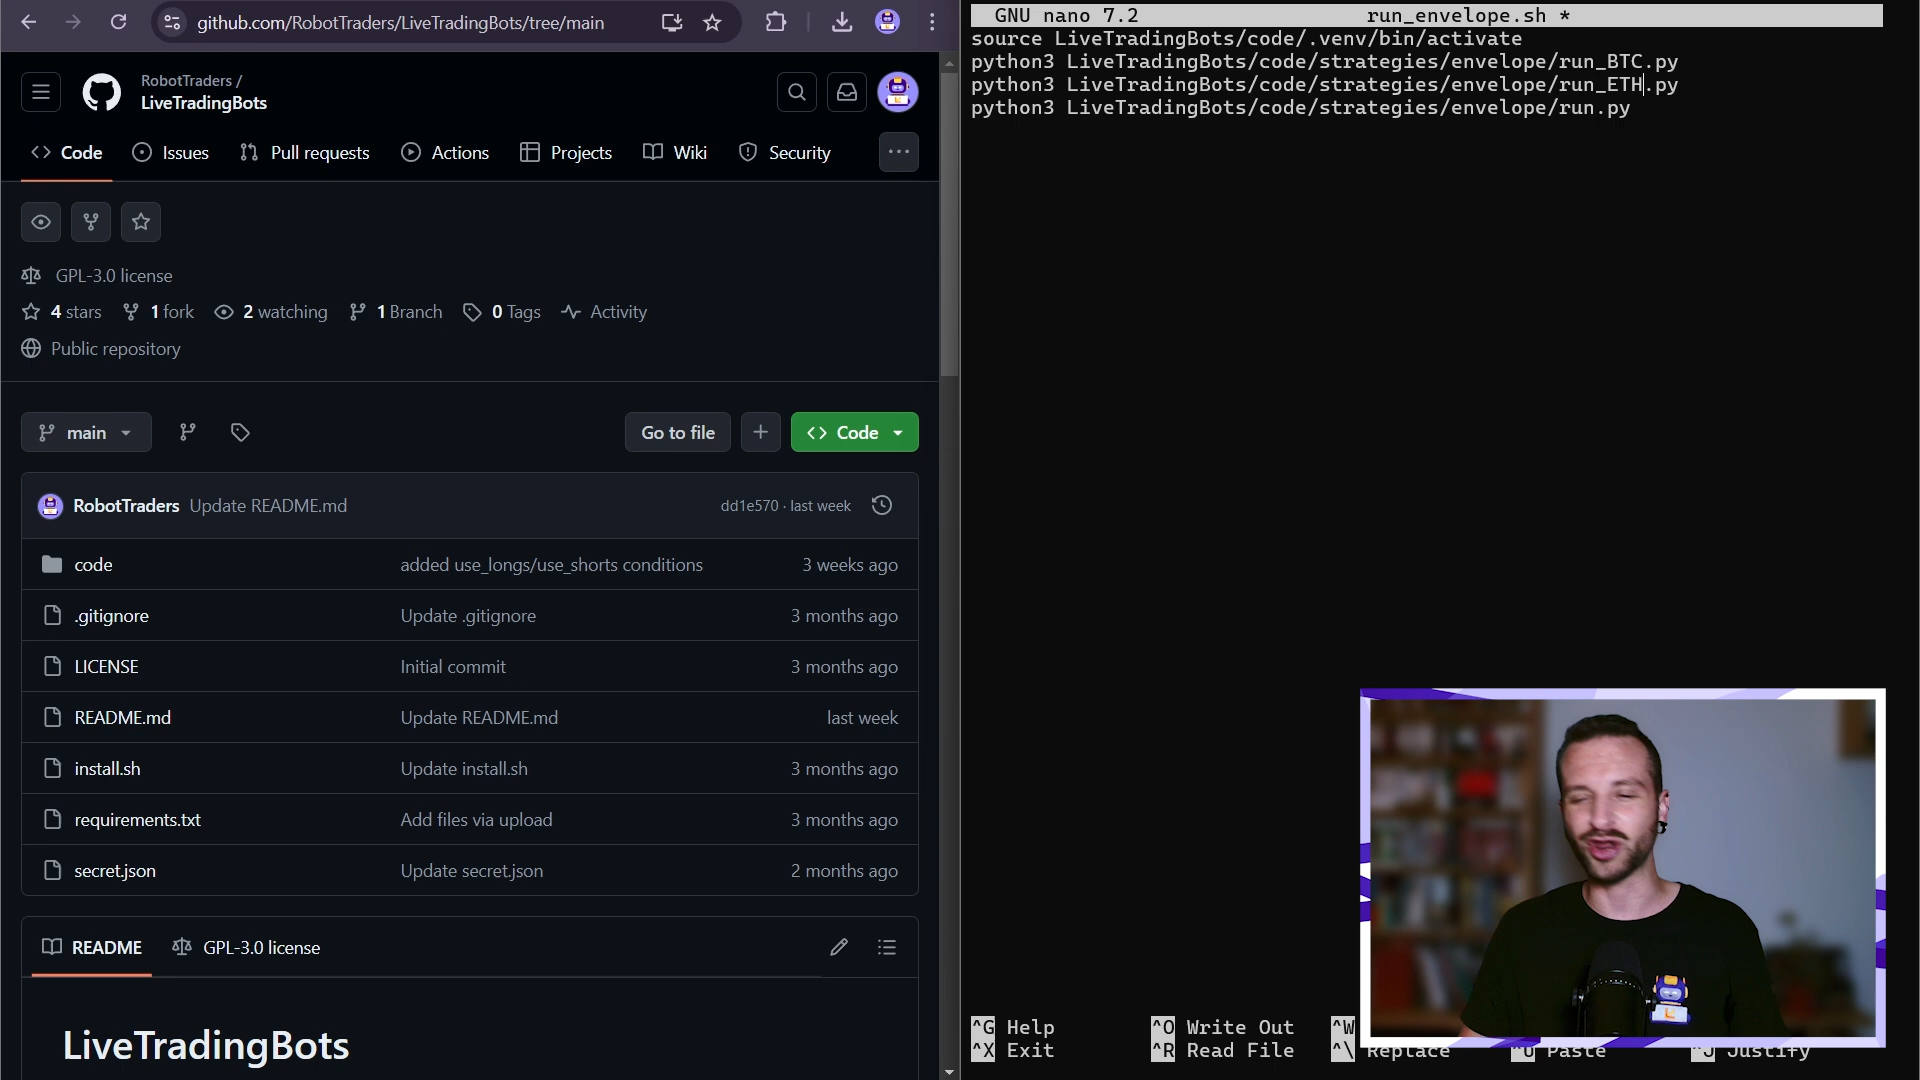 github.com/RobotTraders/LiveTradingBots/tree/main
RobotTraders /
LiveTradingBots
Code
Issues
Pull requests
Actions
Projects
Wiki
Security
GPL-3.0 license
4 stars
1 fork
2 watching
1 Branch
0 Tags
Activity
Public repository
main
Go to file
Code
RobotTraders Update README.md
dd1e570 · last week
code
added use_longs/use_shorts conditions
3 weeks ago
.gitignore
Update .gitignore
3 months ago
LICENSE
Initial commit
3 months ago
README.md
Update README.md
last week
install.sh
Update install.sh
3 months ago
requirements.txt
Add files via upload
3 months ago
secret.json
Update secret.json
2 months ago
README
GPL-3.0 license
LiveTradingBots
GNU nano 7.2
run_envelope.sh *
source LiveTradingBots/code/.venv/bin/activate
python3 LiveTradingBots/code/strategies/envelope/run_BTC.py
python3 LiveTradingBots/code/strategies/envelope/run_ETH.py
python3 LiveTradingBots/code/strategies/envelope/run.py
^G Help
^O Write Out
^W
^X Exit
^R Read File
^\ Replace
^U Paste
^J Justify